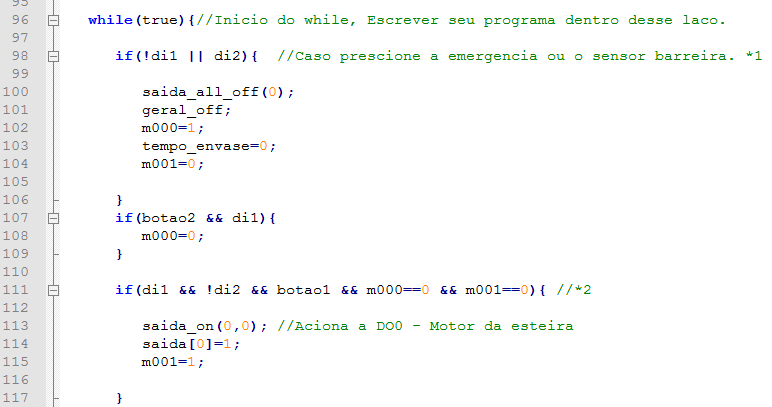 95
96 while(true){//Inicio do while, Escrever seu programa dentro desse laco.
97
98 if(!di1 || di2){ //Caso prescione a emergencia ou o sensor barreira. *1
99
100 saida_all_off(0);
101 geral_off;
102 m000=1;
103 tempo_envase=0;
104 m001=0;
105
106 }
107 if(botao2 && di1){
108 m000=0;
109 }
110
111 if(di1 && !di2 && botao1 && m000==0 && m001==0){ //*2
112
113 saida_on(0,0); //Aciona a DO0 - Motor da esteira
114 saida[0]=1;
115 m001=1;
116
117 }